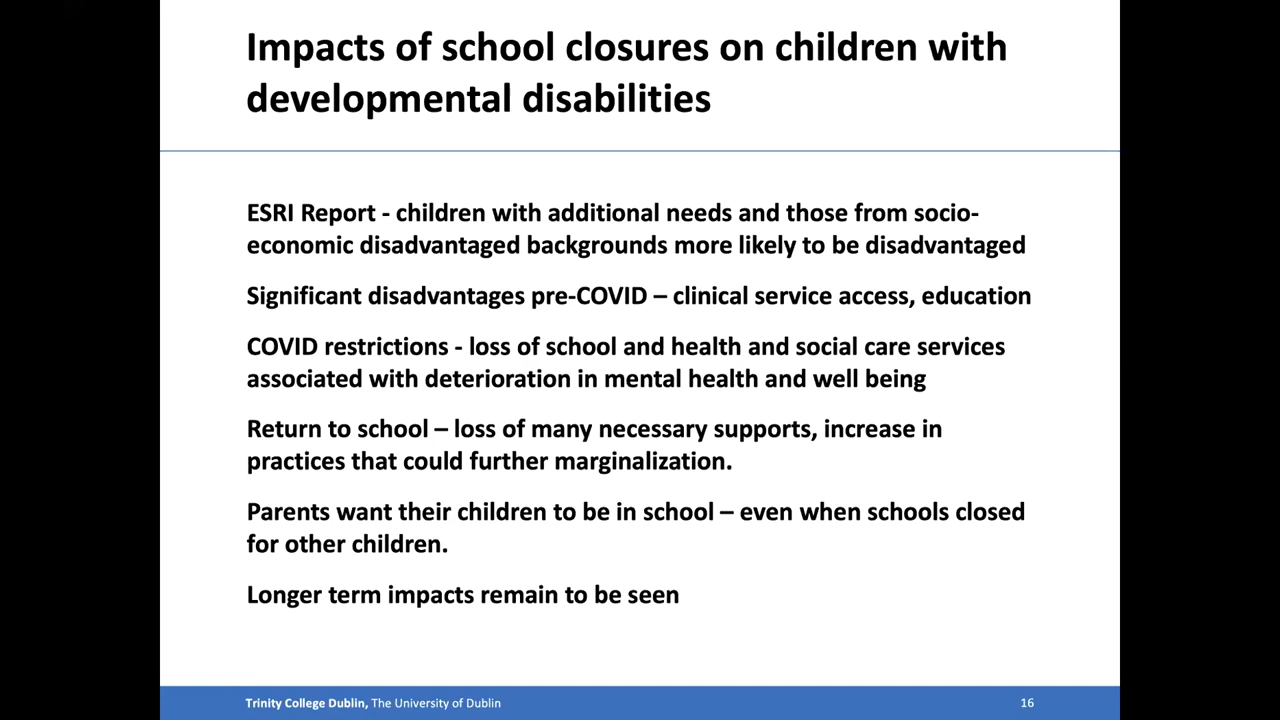 Impacts of school closures on children with
developmental disabilities
ESRI Report - children with additional needs and those from socio-
economic disadvantaged backgrounds more likely to be disadvantaged
Significant disadvantages pre-COVID – clinical service access, education
COVID restrictions - loss of school and health and social care services
associated with deterioration in mental health and well being
Return to school – loss of many necessary supports, increase in
practices that could further marginalization.
Parents want their children to be in school – even when schools closed
for other children.
Longer term impacts remain to be seen
Trinity College Dublin, The University of Dublin
16